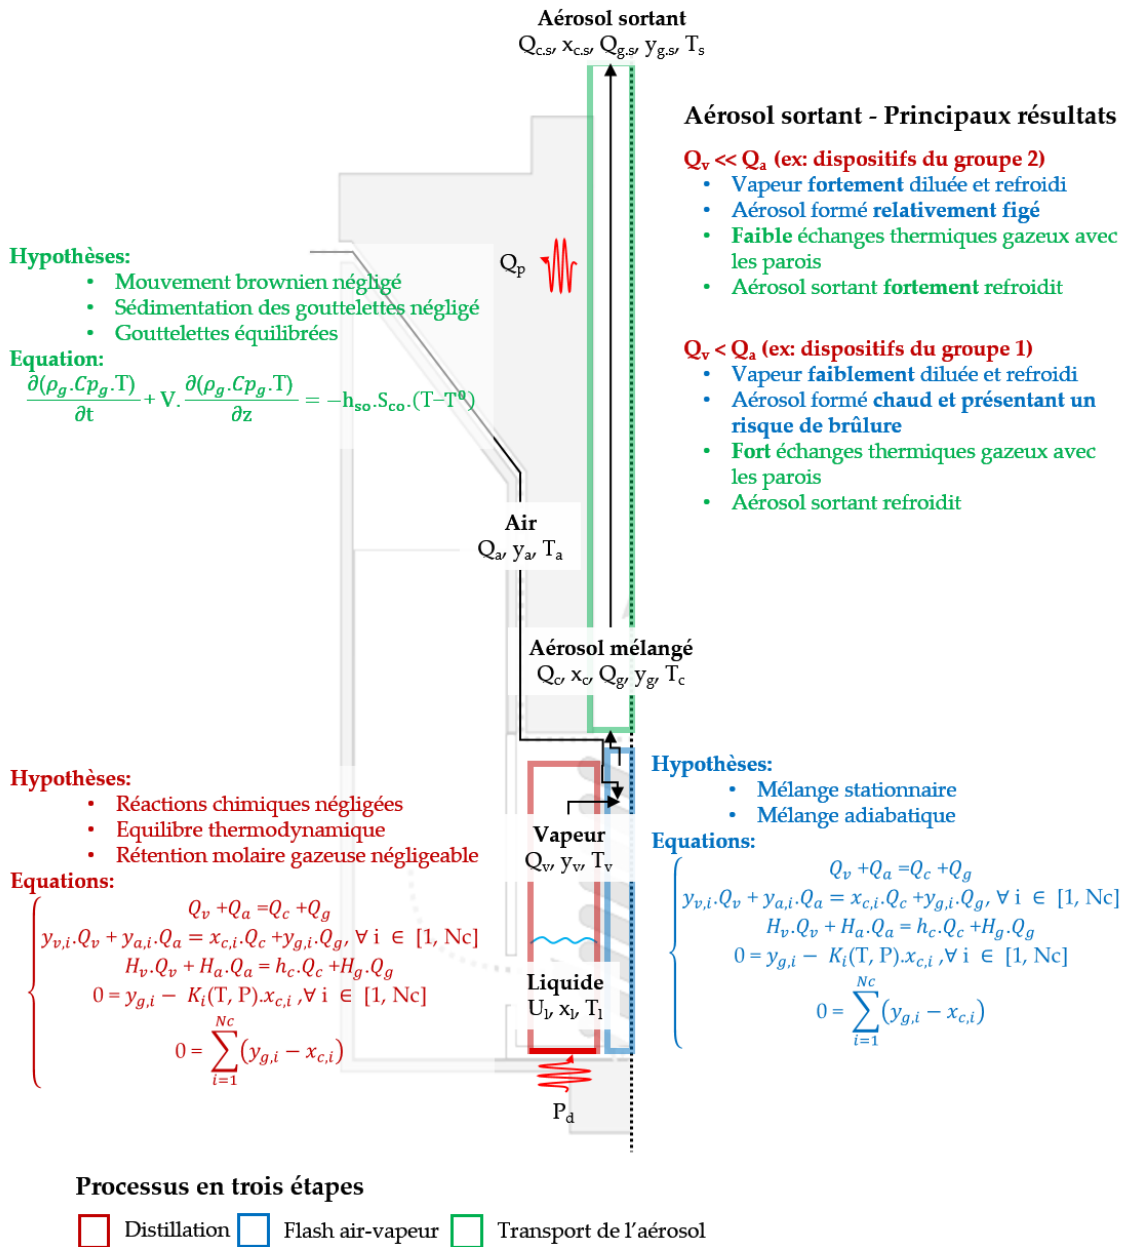 Aérosol sortant
Qc.s, xc.s, Qg.s, yg.s, Ts
Aérosol sortant - Principaux résultats
Qv << Qa (ex: dispositifs du groupe 2)
• Vapeur fortement diluée et refroidi
• Aérosol formé relativement figé
• Faible échanges thermiques gazeux avec
les parois
• Aérosol sortant fortement refroidit
Qv < Qa (ex: dispositifs du groupe 1)
• Vapeur faiblement diluée et refroidi
• Aérosol formé chaud et présentant un
risque de brûlure
• Fort échanges thermiques gazeux avec
les parois
• Aérosol sortant refroidit
Qp
Hypothèses:
• Mouvement brownien négligé
• Sédimentation des gouttelettes négligé
• Gouttelettes équilibrées
Equation:
∂(ρg.Cpg.T)/∂t + V. ∂(ρg.Cpg.T)/∂z = −hso.Sco.(T−T⁰)
Air
Qa, ya, Ta
Aérosol mélangé
Qc, xc, Qg, yg, Tc
Hypothèses:
• Réactions chimiques négligées
• Equilibre thermodynamique
• Rétention molaire gazeuse négligeable
Equations:
Qv +Qa =Qc +Qg
yv,i.Qv + ya,i.Qa = xc,i.Qc +yg,i.Qg, ∀ i ∈ [1, Nc]
Hv.Qv + Ha.Qa = hc.Qc +Hg.Qg
0 = yg,i − Ki(T, P).xc,i ,∀ i ∈ [1, Nc]
0 = ∑_{i=1}^{Nc} (yg,i − xc,i)
Vapeur
Qv, yv, Tv
Liquide
Ul, xl, Tl
Pd
Hypothèses:
• Mélange stationnaire
• Mélange adiabatique
Equations:
Qv +Qa =Qc +Qg
yv,i.Qv + ya,i.Qa = xc,i.Qc +yg,i.Qg, ∀ i ∈ [1, Nc]
Hv.Qv + Ha.Qa = hc.Qc +Hg.Qg
0 = yg,i − Ki(T, P).xc,i ,∀ i ∈ [1, Nc]
0 = ∑_{i=1}^{Nc} (yg,i − xc,i)
Processus en trois étapes
Distillation Flash air-vapeur Transport de l'aérosol